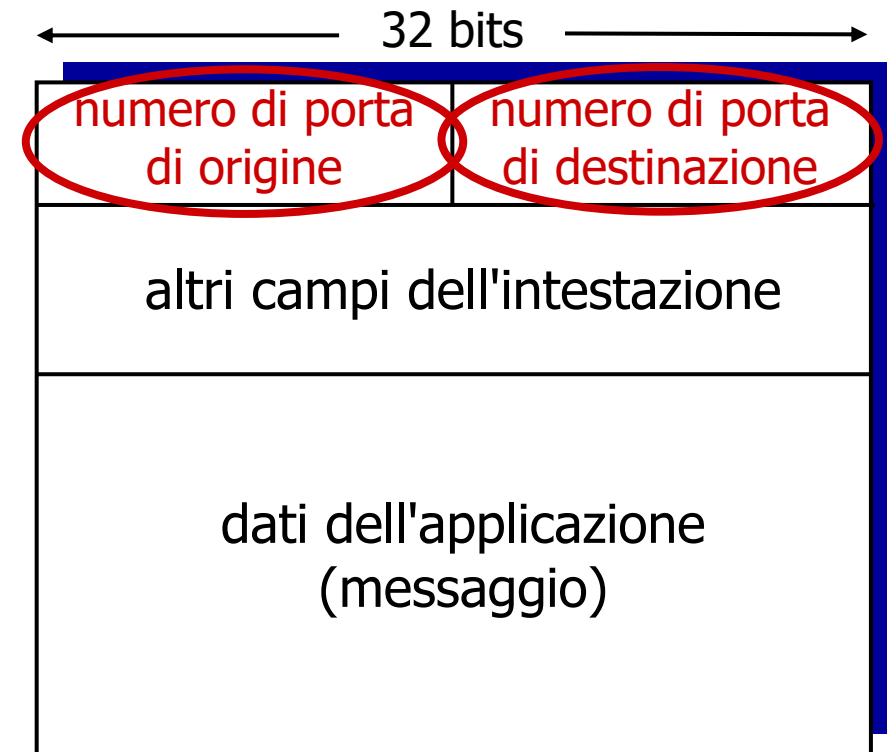 32 bits
numero di porta
di origine
numero di porta
di destinazione
altri campi dell'intestazione
dati dell'applicazione
(messaggio)